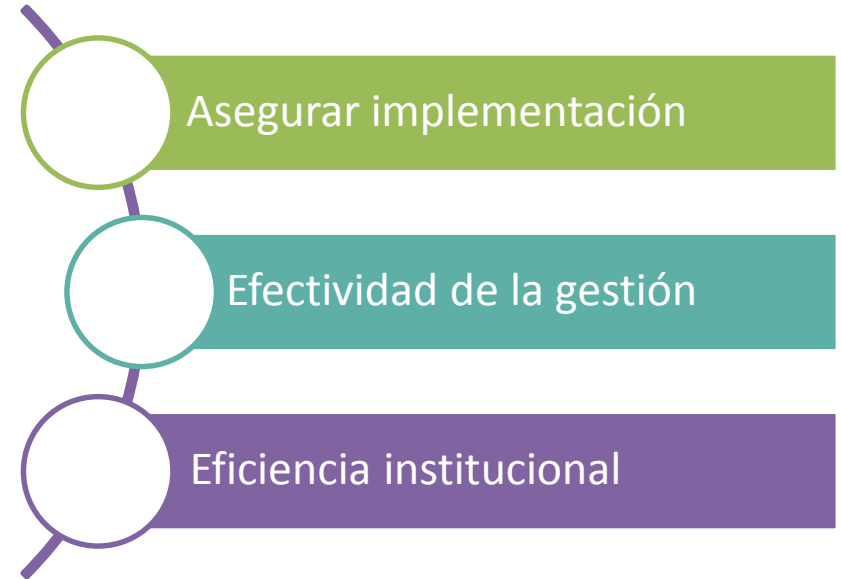 Asegurar implementación
Efectividad de la gestión
Eficiencia institucional